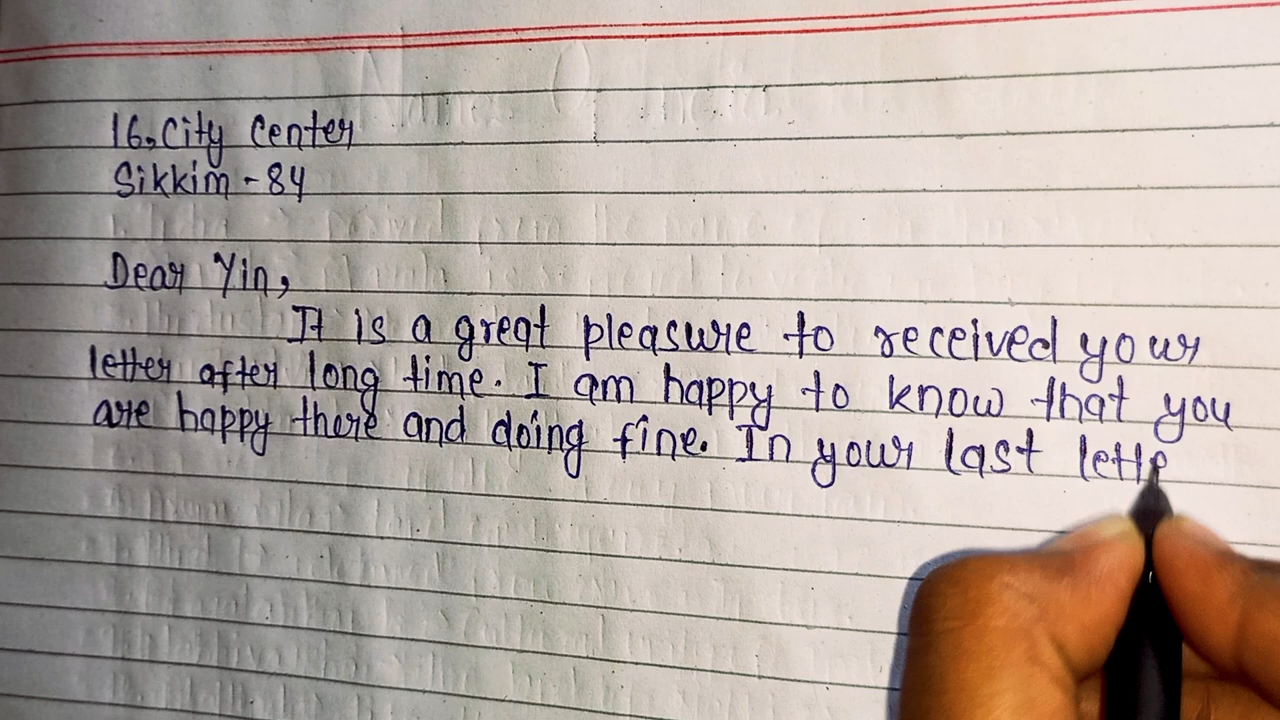 16, City Center
Sikkim - 84
Dear Yin,
It is a great pleasure to received your
letter after long time. I am happy to know that you
are happy there and doing fine. In your last lette